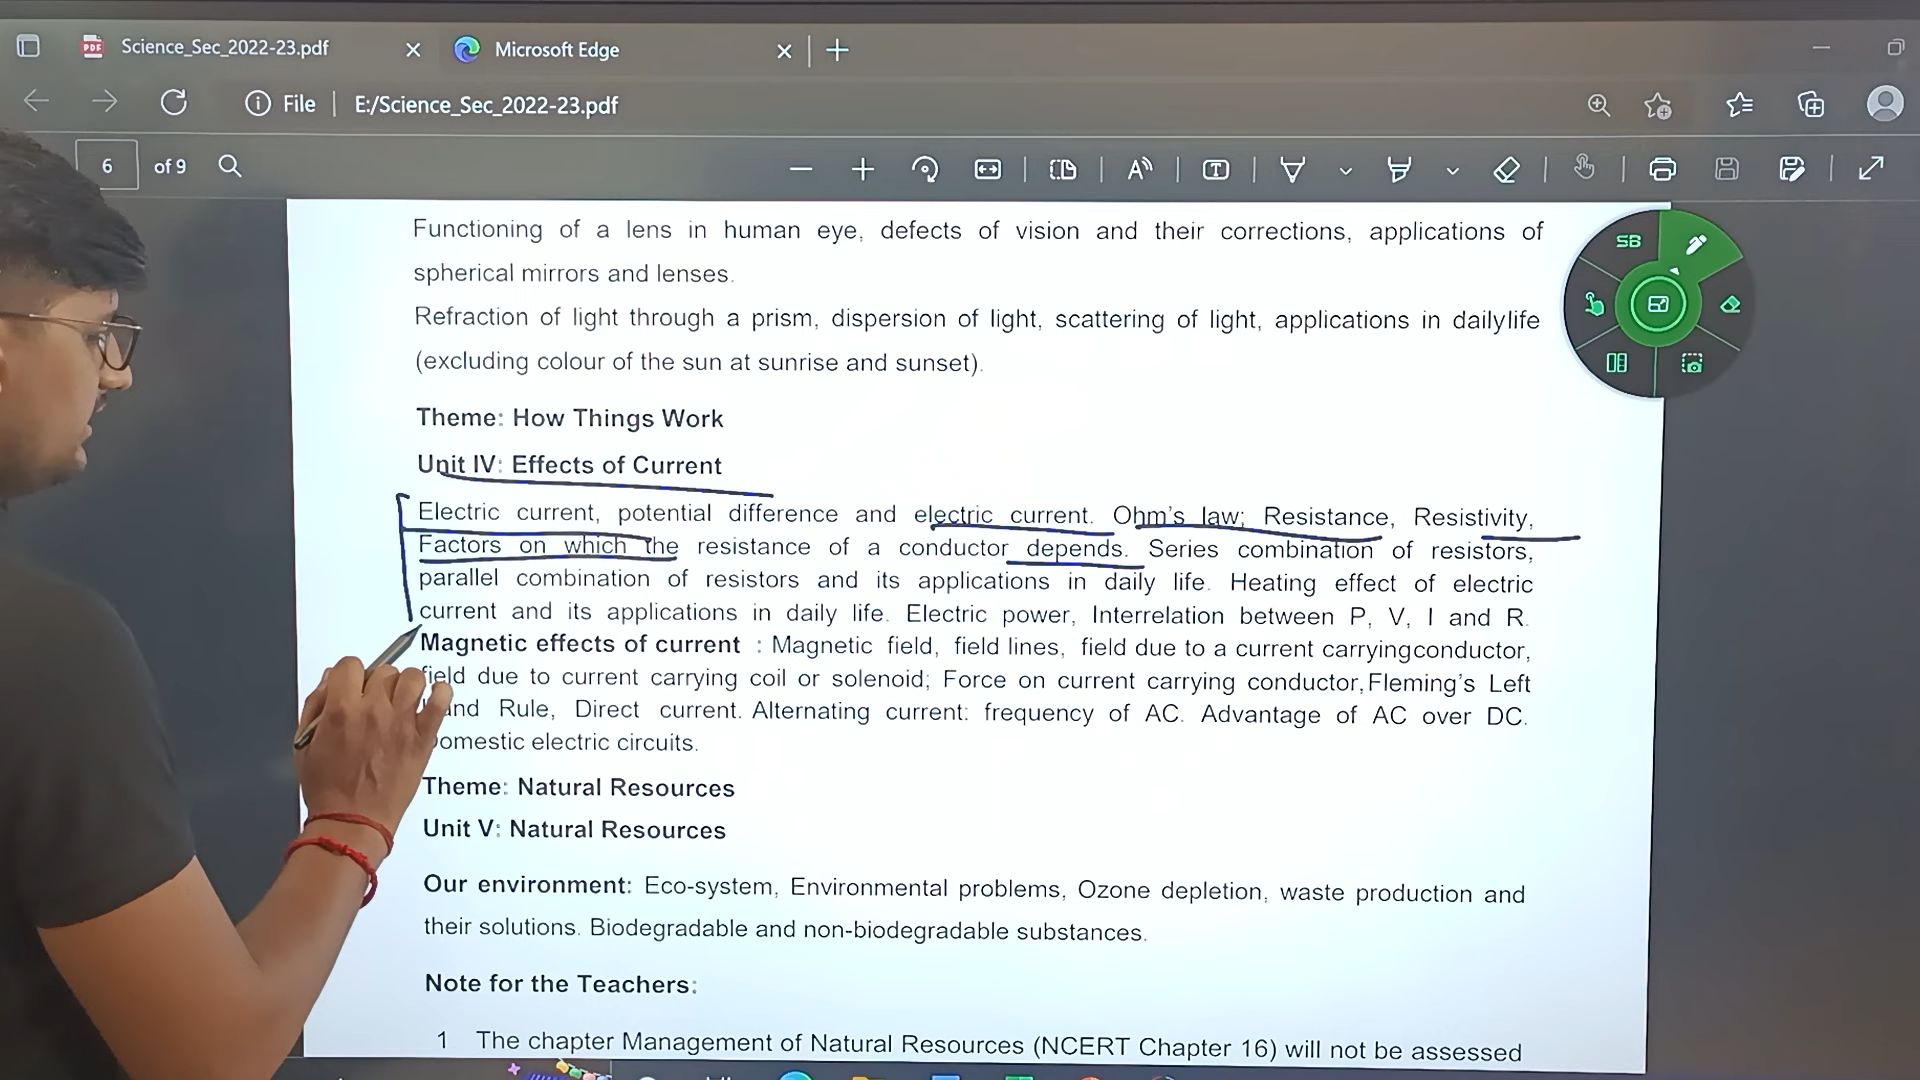 Science_Sec_2022-23.pdf
Microsoft Edge
File E:/Science_Sec_2022-23.pdf
6 of 9
Functioning of a lens in human eye, defects of vision and their corrections, applications of
spherical mirrors and lenses.
Refraction of light through a prism, dispersion of light, scattering of light, applications in dailylife
(excluding colour of the sun at sunrise and sunset).
SB
Theme: How Things Work
Unit IV: Effects of Current
Electric current, potential difference and electric current. Ohm's law; Resistance, Resistivity,
Factors on which the resistance of a conductor depends. Series combination of resistors,
parallel combination of resistors and its applications in daily life. Heating effect of electric
current and its applications in daily life. Electric power, Interrelation between P, V, I and R.
Magnetic effects of current : Magnetic field, field lines, field due to a current carryingconductor,
field due to current carrying coil or solenoid; Force on current carrying conductor, Fleming's Left
Rule, Direct current. Alternating current: frequency of AC. Advantage of AC over DC.
Domestic electric circuits.
Theme: Natural Resources
Unit V: Natural Resources
Our environment: Eco-system, Environmental problems, Ozone depletion, waste production and
their solutions. Biodegradable and non-biodegradable substances.
Note for the Teachers:
1 The chapter Management of Natural Resources (NCERT Chapter 16) will not be assessed